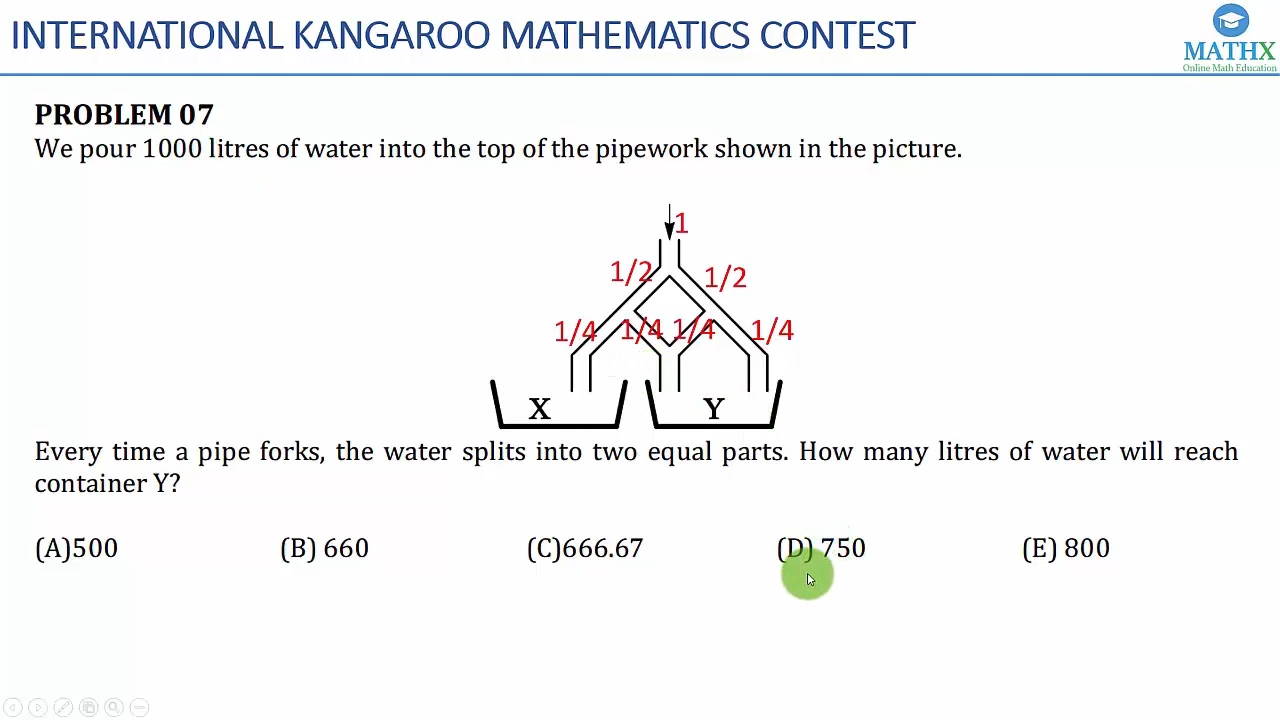 INTERNATIONAL KANGAROO MATHEMATICS CONTEST
MATHX
Online Math Education
PROBLEM 07
We pour 1000 litres of water into the top of the pipework shown in the picture.
1
1/2 1/2
1/4 1/4 1/4 1/4
X Y
Every time a pipe forks, the water splits into two equal parts. How many litres of water will reach
container Y?
(A)500 (B) 660 (C)666.67 (D) 750 (E) 800